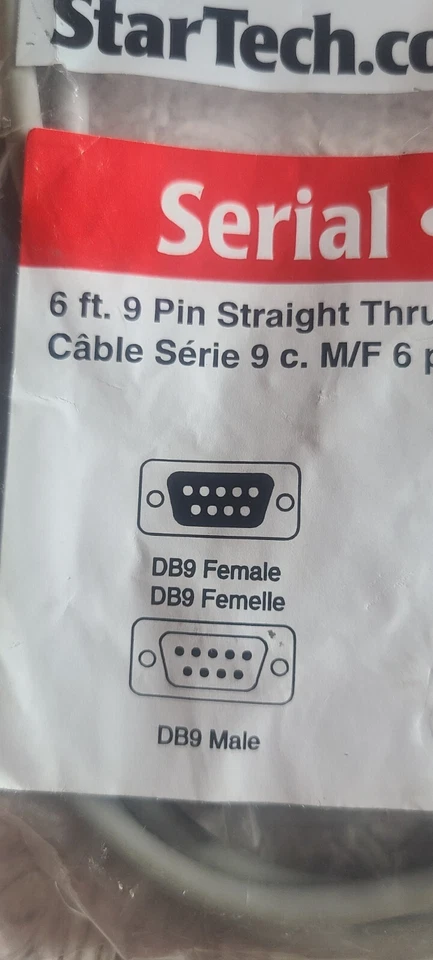 StarTech.co
Serial
6 ft. 9 Pin Straight Thru
Câble Série 9 c. M/F 6 p
DB9 Female
DB9 Femelle
DB9 Male